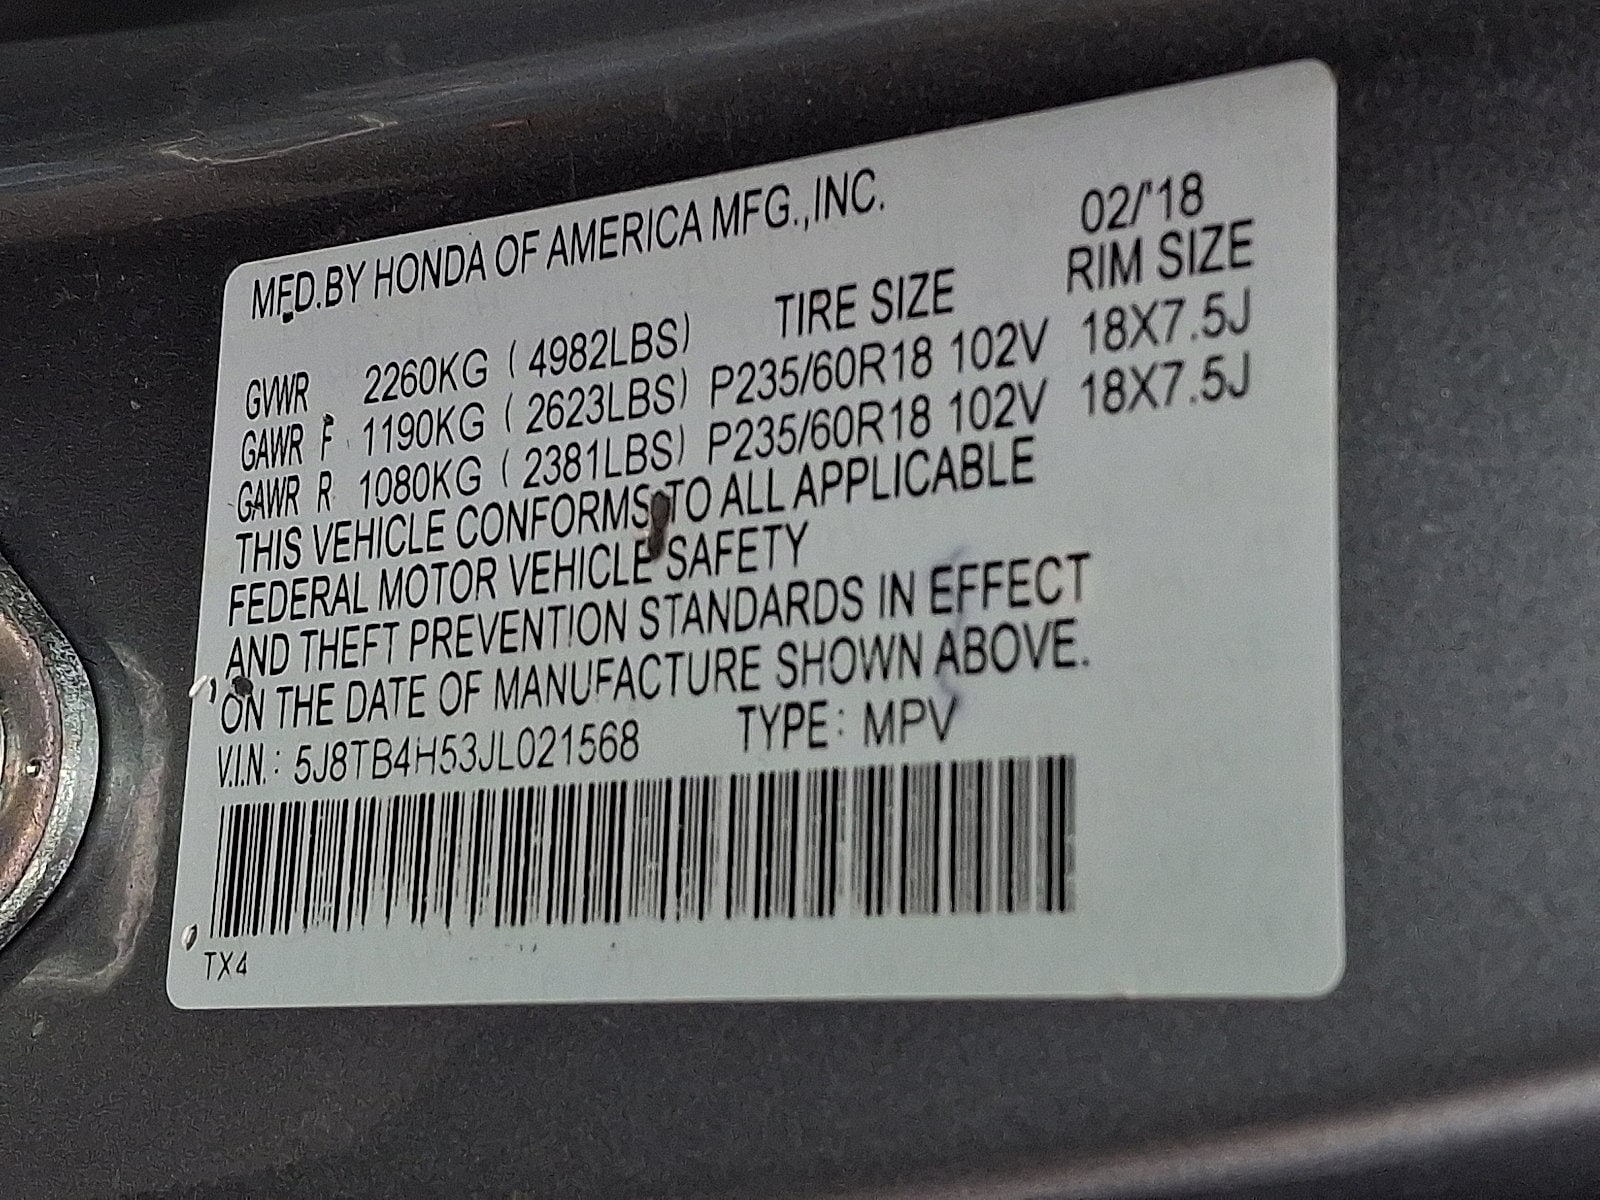 MFD.BY HONDA OF AMERICA MFG.,INC. 02/'18
TIRE SIZE RIM SIZE
GVWR 2260KG ( 4982LBS)
GAWR F 1190KG ( 2623LBS) P235/60R18 102V 18X7.5J
GAWR R 1080KG ( 2381LBS) P235/60R18 102V 18X7.5J
THIS VEHICLE CONFORMS TO ALL APPLICABLE
FEDERAL MOTOR VEHICLE SAFETY
AND THEFT PREVENTION STANDARDS IN EFFECT
ON THE DATE OF MANUFACTURE SHOWN ABOVE.
V.I.N.: 5J8TB4H53JL021568 TYPE: MPV
TX4